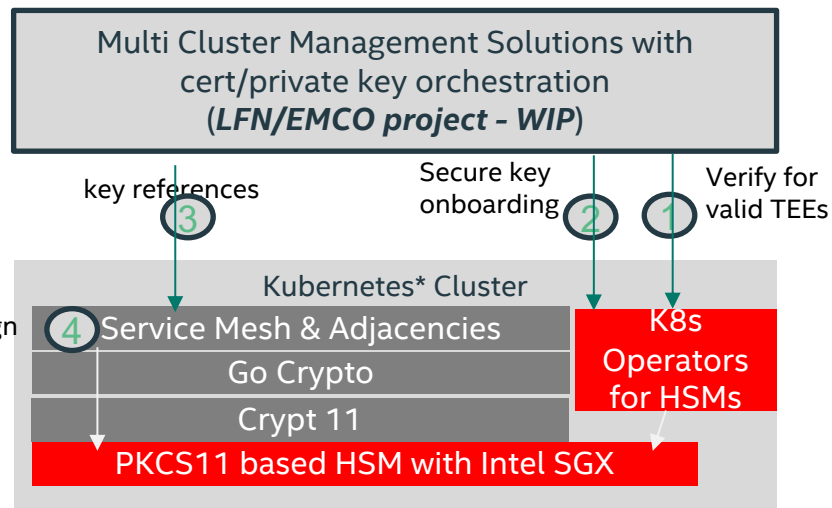 Multi Cluster Management Solutions with
cert/private key orchestration
(LFN/EMCO project - WIP)
key references
3
Secure key
onboarding
2
1
Verify for
valid TEEs
Kubernetes* Cluster
gn
4
Service Mesh & Adjacencies
Go Crypto
Crypt 11
PKCS11 based HSM with Intel SGX
K8s
Operators
for HSMs